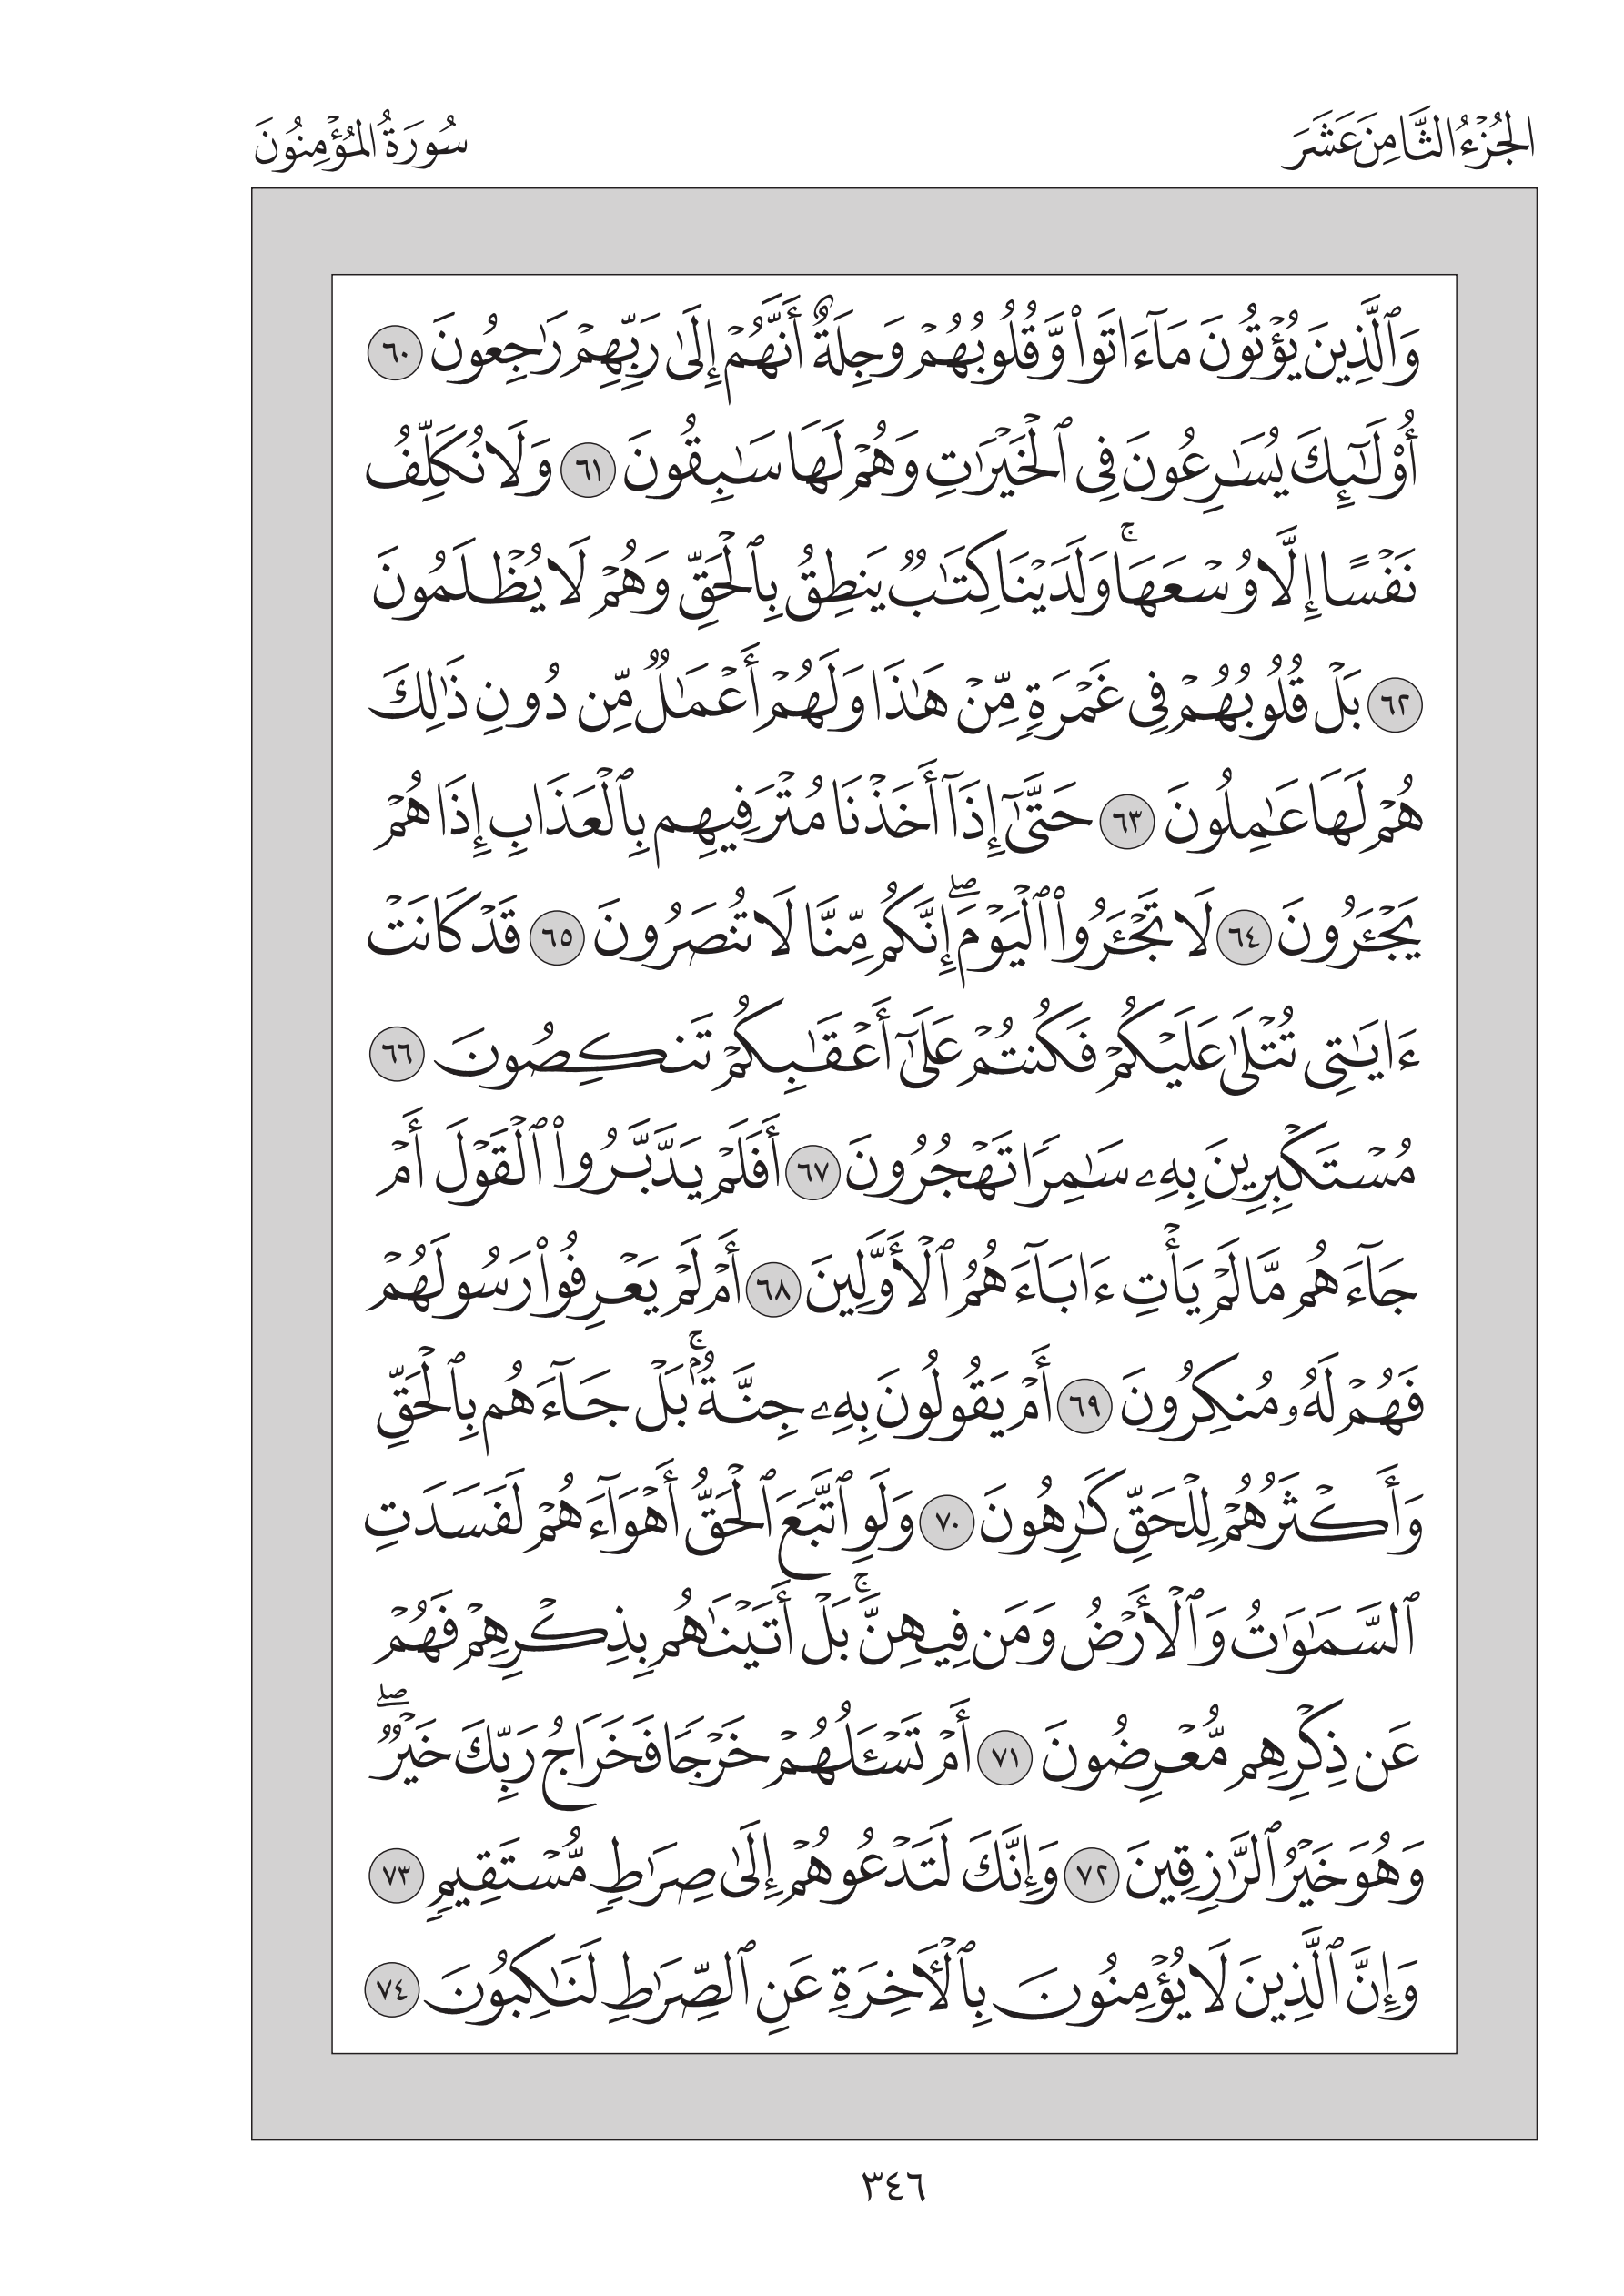 الجُزْءُ الثَّامِنَ عَشَرَ
سُورَةُ المُؤْمِنُونَ
وَٱلَّذِينَ يُؤْتُونَ مَآ ءَاتَوا۟ وَّقُلُوبُهُمْ وَجِلَةٌ أَنَّهُمْ إِلَىٰ رَبِّهِمْ رَٰجِعُونَ ٦٠
أُو۟لَـٰٓئِكَ يُسَـٰرِعُونَ فِى ٱلْخَيْرَٰتِ وَهُمْ لَهَا سَـٰبِقُونَ ٦١ وَلَا نُكَلِّفُ
نَفْسًا إِلَّا وُسْعَهَا ۚ وَلَدَيْنَا كِتَـٰبٌ يَنطِقُ بِٱلْحَقِّ وَهُمْ لَا يُظْلَمُونَ
٦٢ بَلْ قُلُوبُهُمْ فِى غَمْرَةٍ مِّنْ هَـٰذَا وَلَهُمْ أَعْمَـٰلٌ مِّن دُونِ ذَٰلِكَ
هُمْ لَهَا عَـٰمِلُونَ ٦٣ حَتَّىٰٓ إِذَآ أَخَذْنَا مُتْرَفِيهِم بِٱلْعَذَابِ إِذَا هُمْ
يَجْـَٔرُونَ ٦٤ لَا تَجْـَٔرُوا۟ ٱلْيَوْمَ ۖ إِنَّكُم مِّنَّا لَا تُنصَرُونَ ٦٥ قَدْ كَانَتْ
ءَايَـٰتِى تُتْلَىٰ عَلَيْكُمْ فَكُنتُمْ عَلَىٰٓ أَعْقَـٰبِكُمْ تَنكِصُونَ ٦٦
مُسْتَكْبِرِينَ بِهِۦ سَـٰمِرًا تَهْجُرُونَ ٦٧ أَفَلَمْ يَدَّبَّرُوا۟ ٱلْقَوْلَ أَمْ
جَآءَهُم مَّا لَمْ يَأْتِ ءَابَآءَهُمُ ٱلْأَوَّلِينَ ٦٨ أَمْ لَمْ يَعْرِفُوا۟ رَسُولَهُمْ
فَهُمْ لَهُۥ مُنكِرُونَ ٦٩ أَمْ يَقُولُونَ بِهِۦ جِنَّةٌۢ ۚ بَلْ جَآءَهُم بِٱلْحَقِّ
وَأَكْثَرُهُمْ لِلْحَقِّ كَـٰرِهُونَ ٧٠ وَلَوِ ٱتَّبَعَ ٱلْحَقُّ أَهْوَآءَهُمْ لَفَسَدَتِ
ٱلسَّمَـٰوَٰتُ وَٱلْأَرْضُ وَمَن فِيهِنَّ ۚ بَلْ أَتَيْنَـٰهُم بِذِكْرِهِمْ فَهُمْ
عَن ذِكْرِهِم مُّعْرِضُونَ ٧١ أَمْ تَسْـَٔلُهُمْ خَرْجًا فَخَرَاجُ رَبِّكَ خَيْرٌ ۖ
وَهُوَ خَيْرُ ٱلرَّٰزِقِينَ ٧٢ وَإِنَّكَ لَتَدْعُوهُمْ إِلَىٰ صِرَٰطٍ مُّسْتَقِيمٍ ٧٣
وَإِنَّ ٱلَّذِينَ لَا يُؤْمِنُونَ بِٱلْـَٔاخِرَةِ عَنِ ٱلصِّرَٰطِ لَنَـٰكِبُونَ ٧٤
٣٤٦